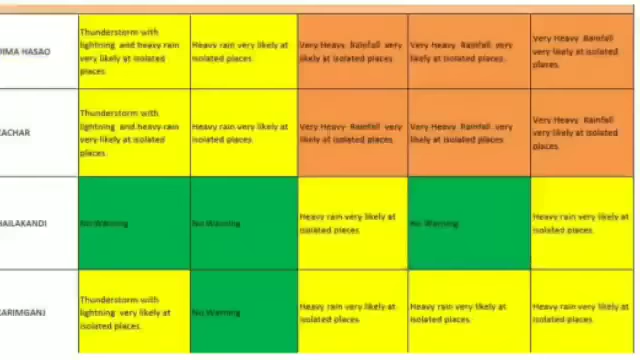 DIMA HASAO
Thunderstorm with
lightning and heavy rain
very likely at isolated
places.
Heavy rain very likely at
isolated places.
Very Heavy Rainfall very
likely at isolated places.
Very Heavy Rainfall very
likely at isolated places.
Very Heavy Rainfall
very likely at isolated
places.
CACHAR
Thunderstorm with
lightning and heavy rain
very likely at isolated
places.
Heavy rain very likely at
isolated places.
Very Heavy Rainfall very
likely at isolated places.
Very Heavy Rainfall very
likely at isolated places.
Very Heavy Rainfall
very likely at isolated
places.
HAILAKANDI
No Warning
No Warning
Heavy rain very likely at
isolated places
No Warning
Heavy rain very likely at
isolated places.
KARIMGANJ
Thunderstorm with
lightning very likely at
isolated places.
No Warning
Heavy rain very likely at
isolated places
Heavy rain very likely at
isolated places.
Heavy rain very likely at
isolated places.